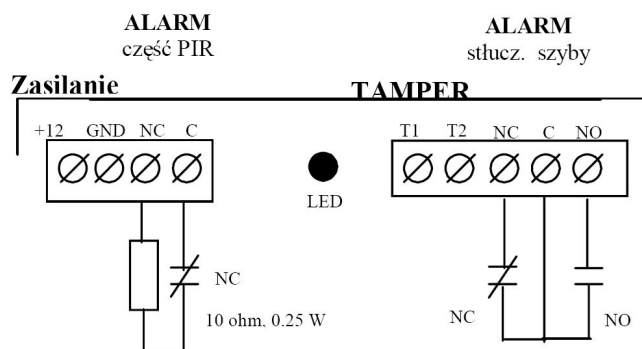 ALARM
część PIR
ALARM
stłucz. szyby
Zasilanie
TAMPER
+12 GND NC C
T1 T2 NC C NO
LED
NC
10 ohm, 0.25 W
NC
NO